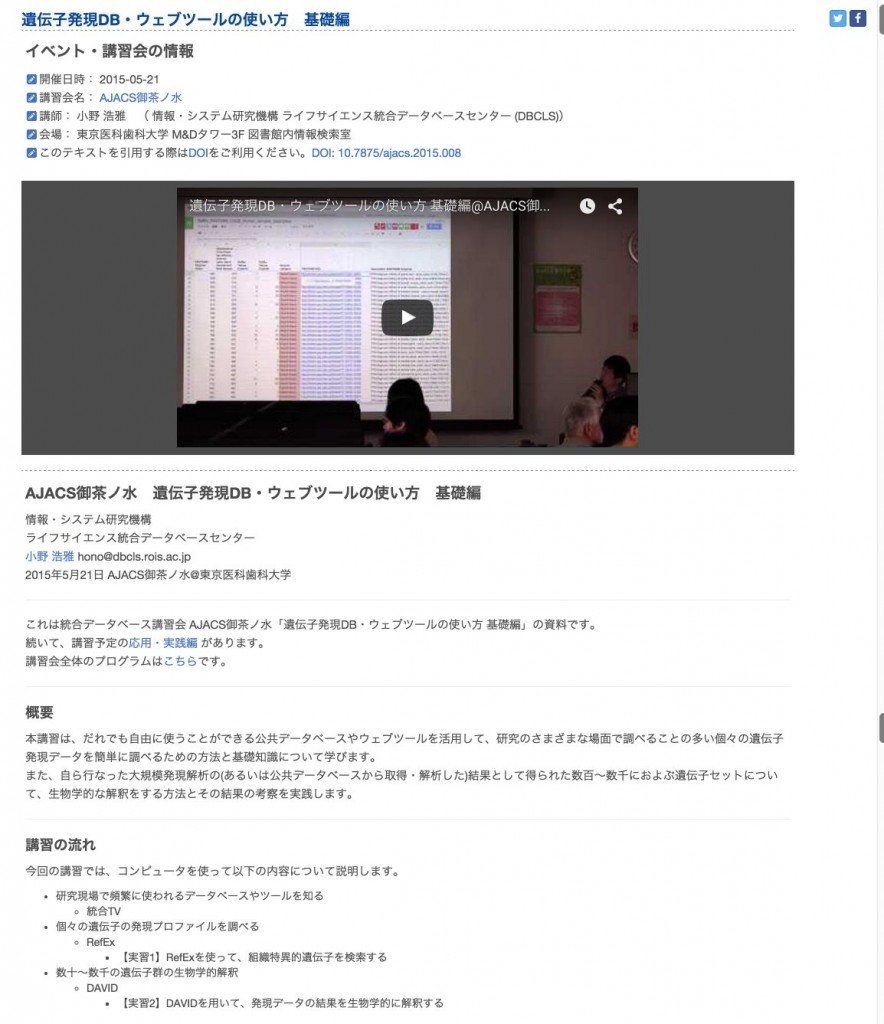 遺伝子発現DB・ウェブツールの使い方　基礎編
イベント・講習会の情報
開催日時： 2015-05-21
講習会名： AJACS御茶ノ水
講師： 小野 浩雅　（ 情報・システム研究機構 ライフサイエンス統合データベースセンター (DBCLS)）
会場： 東京医科歯科大学 M&Dタワー3F 図書館内情報検索室
このテキストを引用する際はDOIをご利用ください。DOI: 10.7875/ajacs.2015.008
遺伝子発現DB・ウェブツールの使い方 基礎編@AJACS御...
AJACS御茶ノ水　遺伝子発現DB・ウェブツールの使い方　基礎編
情報・システム研究機構
ライフサイエンス統合データベースセンター
小野 浩雅 hono@dbcls.rois.ac.jp
2015年5月21日 AJACS御茶ノ水@東京医科歯科大学
これは統合データベース講習会 AJACS御茶ノ水「遺伝子発現DB・ウェブツールの使い方 基礎編」の資料です。
続いて、講習予定の応用・実践編 があります。
講習会全体のプログラムはこちらです。
概要
本講習は、だれでも自由に使うことができる公共データベースやウェブツールを活用して、研究のさまざまな場面で調べることの多い個々の遺伝子
発現データを簡単に調べるための方法と基礎知識について学びます。
また、自ら行なった大規模発現解析の(あるいは公共データベースから取得・解析した)結果として得られた数百〜数千におよぶ遺伝子セットについ
て、生物学的な解釈をする方法とその結果の考察を実践します。
講習の流れ
今回の講習では、コンピュータを使って以下の内容について説明します。
研究現場で頻繁に使われるデータベースやツールを知る
統合TV
個々の遺伝子の発現プロファイルを調べる
RefEx
【実習1】RefExを使って、組織特異的遺伝子を検索する
数十〜数千の遺伝子群の生物学的解釈
DAVID
【実習2】DAVIDを用いて、発現データの結果を生物学的に解釈する